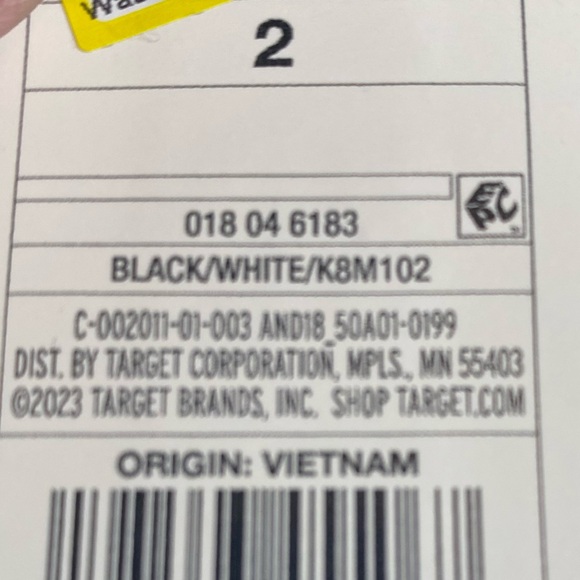 2
EPC
018 04 6183
BLACK/WHITE/K8M102
C-002011-01-003 AND18_50A01-0199
DIST. BY TARGET CORPORATION, MPLS., MN 55403
©2023 TARGET BRANDS, INC. SHOP TARGET.COM
ORIGIN: VIETNAM